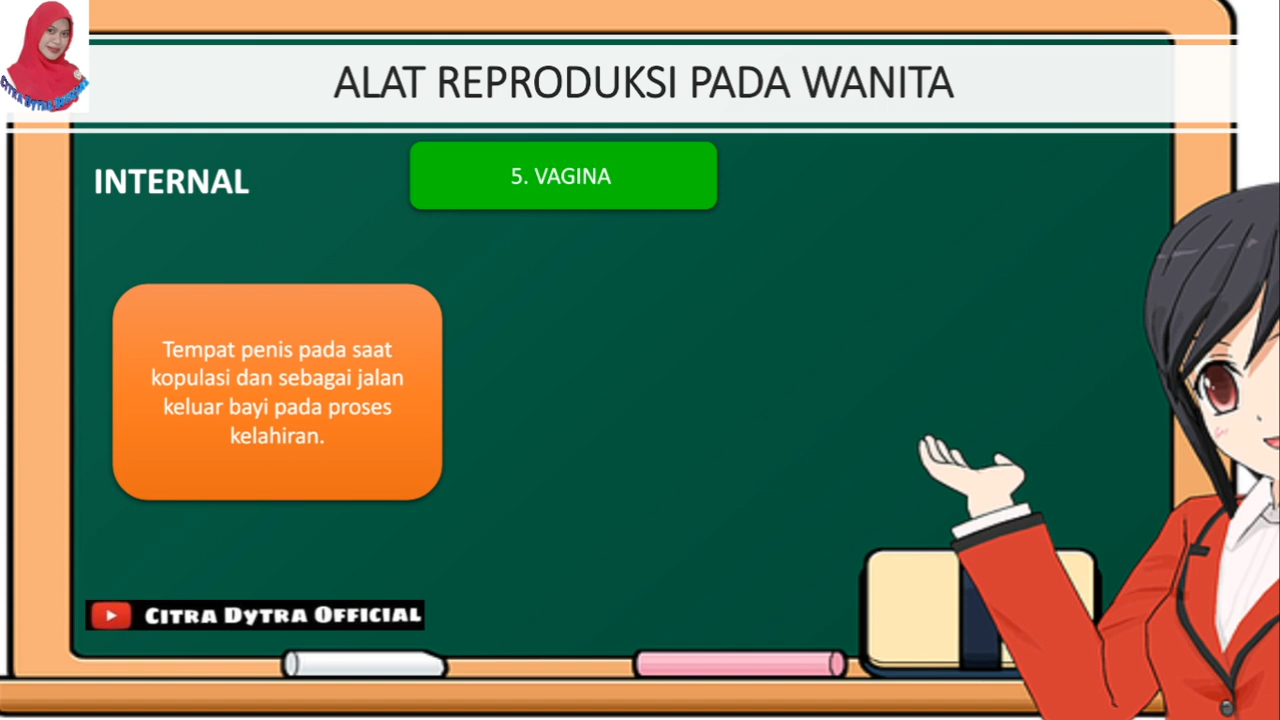 ALAT REPRODUKSI PADA WANITA
INTERNAL
5. VAGINA
Tempat penis pada saat
kopulasi dan sebagai jalan
keluar bayi pada proses
kelahiran.
CITRA DYTRA OFFICIAL